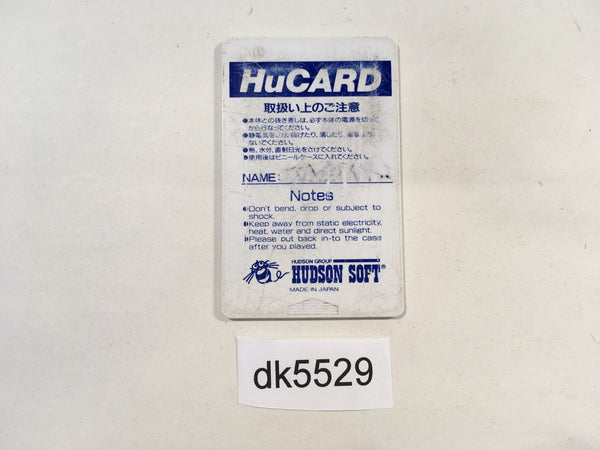 HuCARD
取扱い上のご注意
●本体との抜き差しは、必ず本体の電源を切って
から行なってください。
●静電気をさけ、曲げたり、落したり、衝撃
ないでください。
●熱、水分、直射日光をさけてください。
●使用後はビニールケースに入れてください。
NAME:
Notes
●Don't bend, drop or subject to
shock.
●Keep away from static electricity,
heat, water and direct sunlight.
●Please put back in-to the case
after you played.
HUDSON GROUP
HUDSON SOFT®
MADE IN JAPAN
dk5529